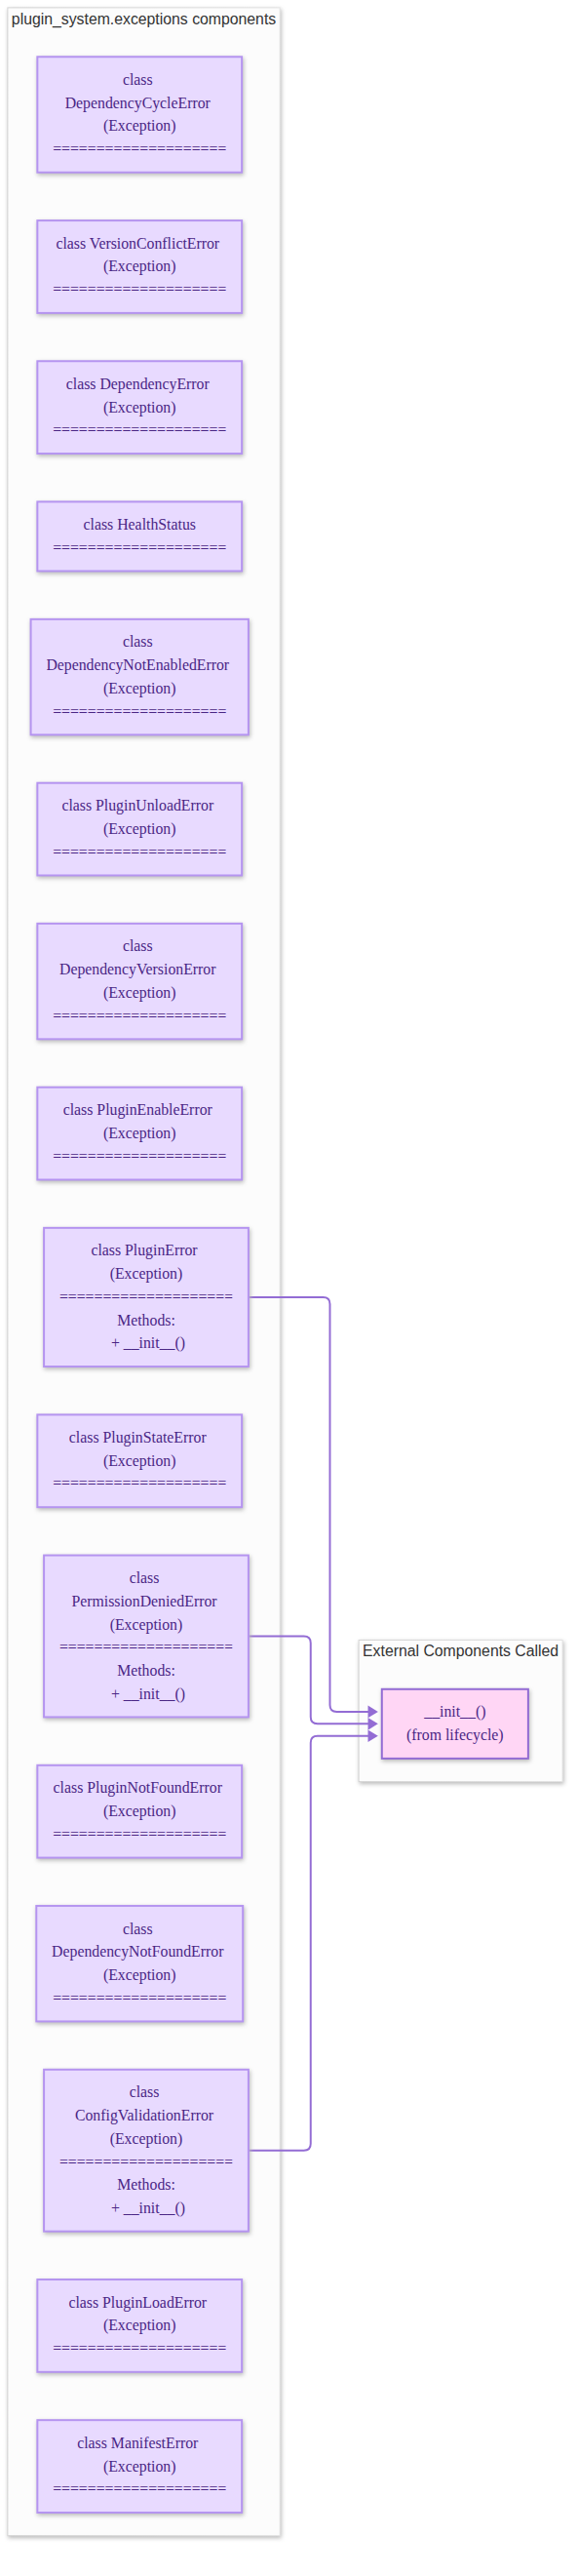 plugin_system.exceptions components
class
DependencyCycleError
(Exception)
====================
class VersionConflictError
(Exception)
====================
class DependencyError
(Exception)
====================
class HealthStatus
====================
class
DependencyNotEnabledError
(Exception)
====================
class PluginUnloadError
(Exception)
====================
class
DependencyVersionError
(Exception)
====================
class PluginEnableError
(Exception)
====================
class PluginError
(Exception)
====================
Methods:
+ __init__()
class PluginStateError
(Exception)
====================
class
PermissionDeniedError
(Exception)
====================
Methods:
+ __init__()
External Components Called
__init__()
(from lifecycle)
class PluginNotFoundError
(Exception)
====================
class
DependencyNotFoundError
(Exception)
====================
class
ConfigValidationError
(Exception)
====================
Methods:
+ __init__()
class PluginLoadError
(Exception)
====================
class ManifestError
(Exception)
====================